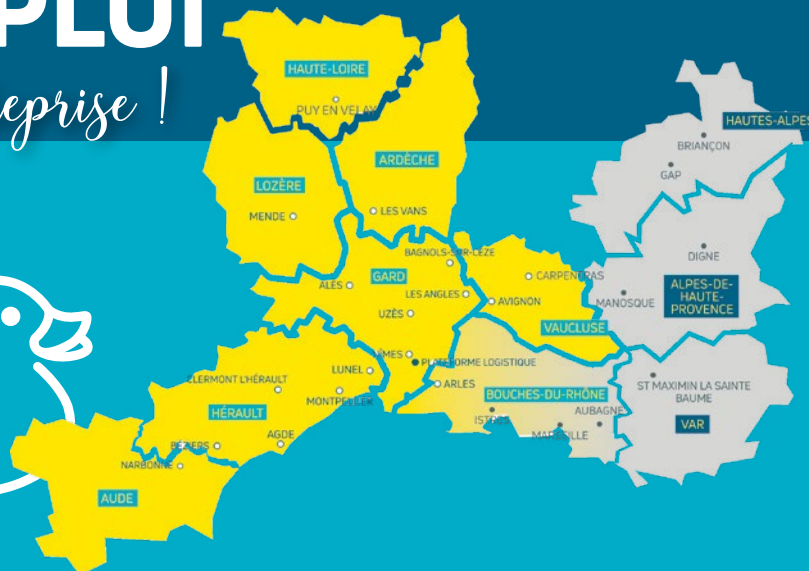 PLOI
eprise !
HAUTE-LOIRE
PUY EN VELAY
HAUTES-ALPES
BRIANÇON
GAP
ARDÈCHE
LOZÈRE
MENDE
LES VANS
DIGNE
BAGNOLS-SUR-CÈZE
GARD
CARPENTRAS
ALÈS
LES ANGLES
AVIGNON
MANOSQUE
ALPES-DE-
HAUTE-
PROVENCE
UZÈS
VAUCLUSE
NÎMES
PLATEFORME LOGISTIQUE
LUNEL
CLERMONT L'HÉRAULT
ARLES
ST MAXIMIN LA SAINTE
BAUME
BOUCHES-DU-RHÔNE
MONTPELLIER
HÉRAULT
ISTRES
AUBAGNE
VAR
MARSEILLE
AGDE
BÉZIERS
NARBONNE
AUDE